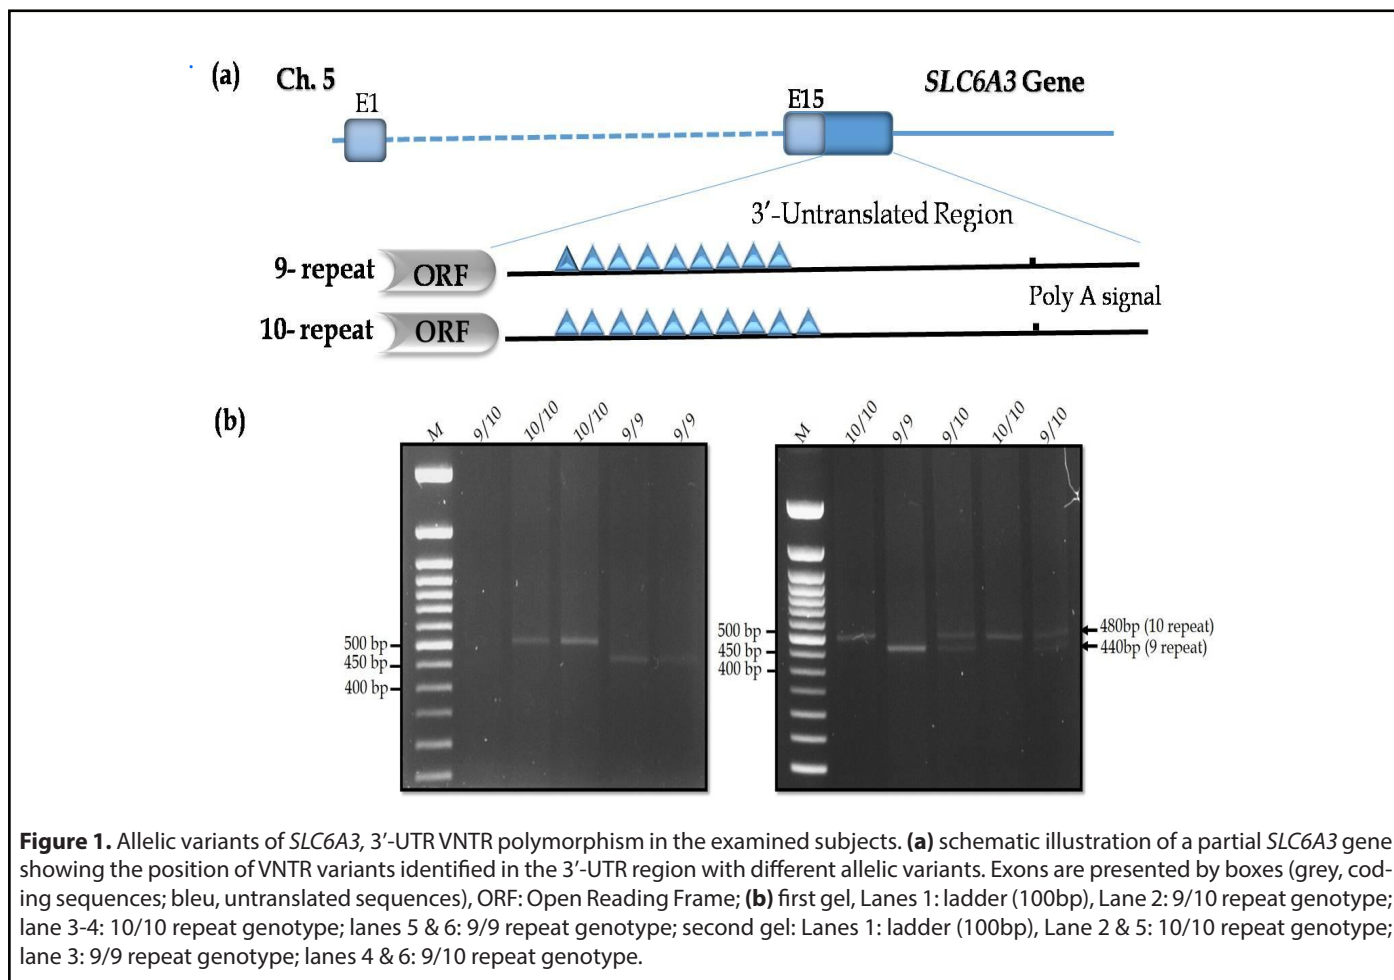 (a) Ch. 5 SLC6A3 Gene
E1 E15
3′-Untranslated Region
9- repeat ORF
Poly A signal
10- repeat ORF
(b)
M 9/10 10/10 10/10 9/9 9/9
M 10/10 9/9 9/10 10/10 9/10
500 bp
450 bp
400 bp
500 bp
450 bp
400 bp
480bp (10 repeat)
440bp (9 repeat)
Figure 1. Allelic variants of SLC6A3, 3′-UTR VNTR polymorphism in the examined subjects. (a) schematic illustration of a partial SLC6A3 gene
showing the position of VNTR variants identified in the 3′-UTR region with different allelic variants. Exons are presented by boxes (grey, cod-
ing sequences; bleu, untranslated sequences), ORF: Open Reading Frame; (b) first gel, Lanes 1: ladder (100bp), Lane 2: 9/10 repeat genotype;
lane 3-4: 10/10 repeat genotype; lanes 5 & 6: 9/9 repeat genotype; second gel: Lanes 1: ladder (100bp), Lane 2 & 5: 10/10 repeat genotype;
lane 3: 9/9 repeat genotype; lanes 4 & 6: 9/10 repeat genotype.